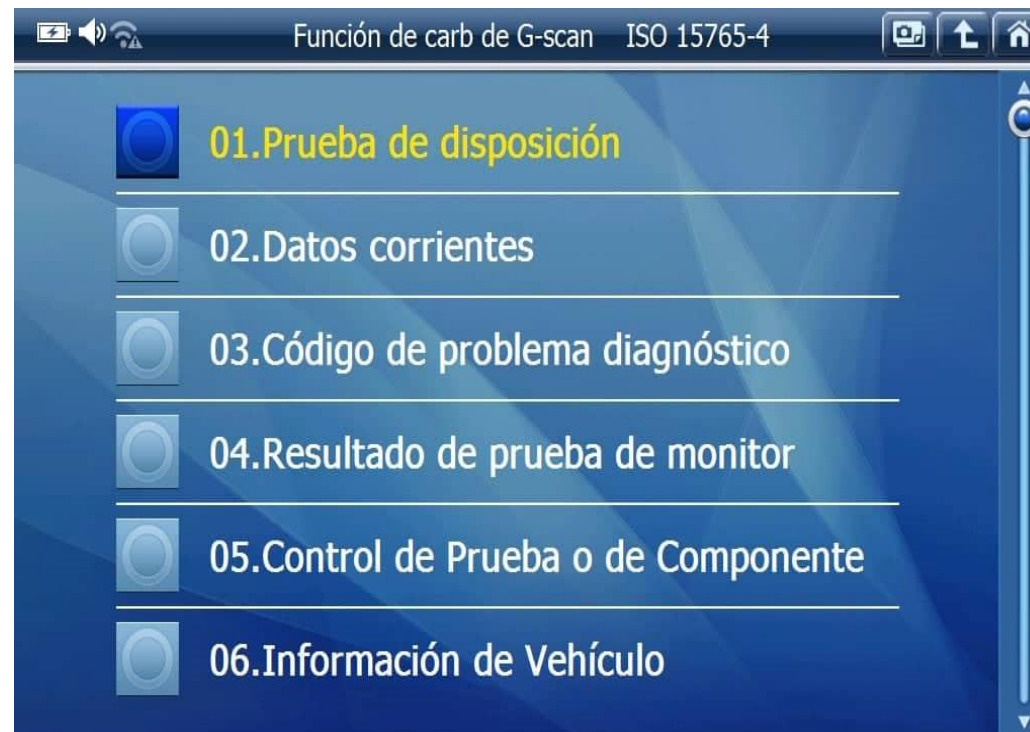 Función de carb de G-scan ISO 15765-4
01.Prueba de disposición
02.Datos corrientes
03.Código de problema diagnóstico
04.Resultado de prueba de monitor
05.Control de Prueba o de Componente
06.Información de Vehículo